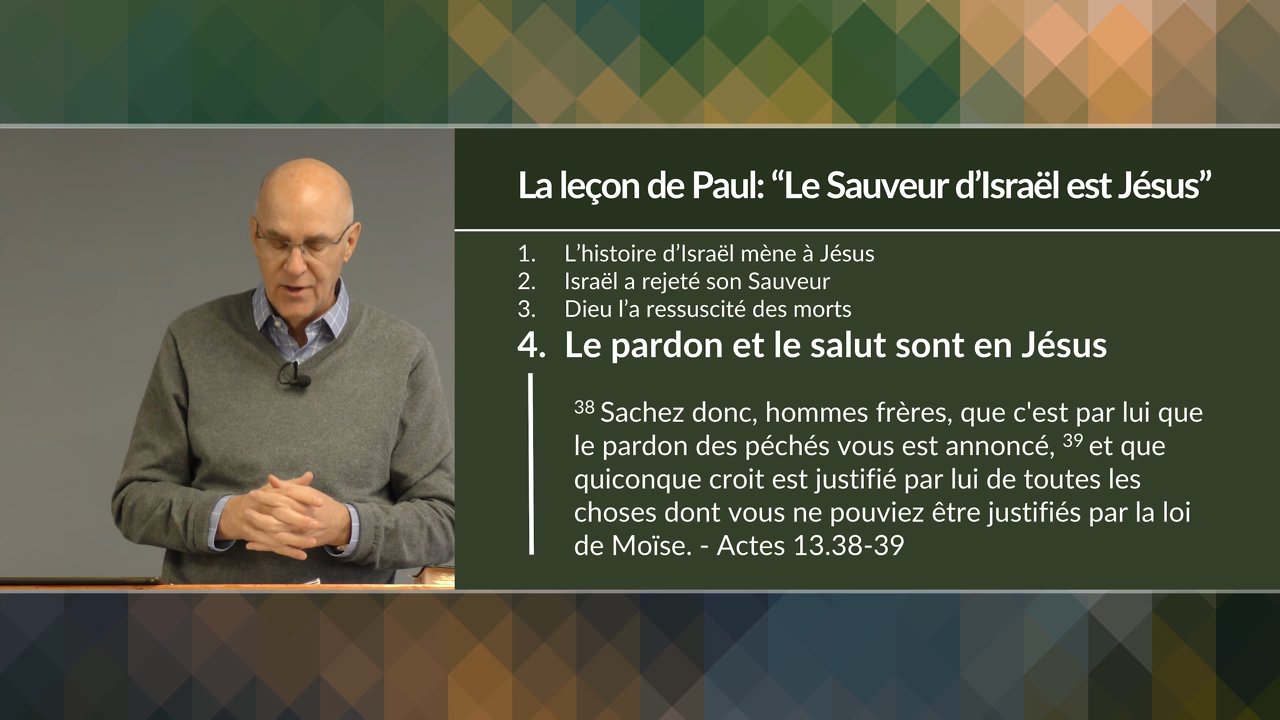 La leçon de Paul: “Le Sauveur d’Israël est Jésus”
1. L’histoire d’Israël mène à Jésus
2. Israël a rejeté son Sauveur
3. Dieu l’a ressuscité des morts
4. Le pardon et le salut sont en Jésus
38 Sachez donc, hommes frères, que c'est par lui que
le pardon des péchés vous est annoncé, 39 et que
quiconque croit est justifié par lui de toutes les
choses dont vous ne pouviez être justifiés par la loi
de Moïse. - Actes 13.38-39